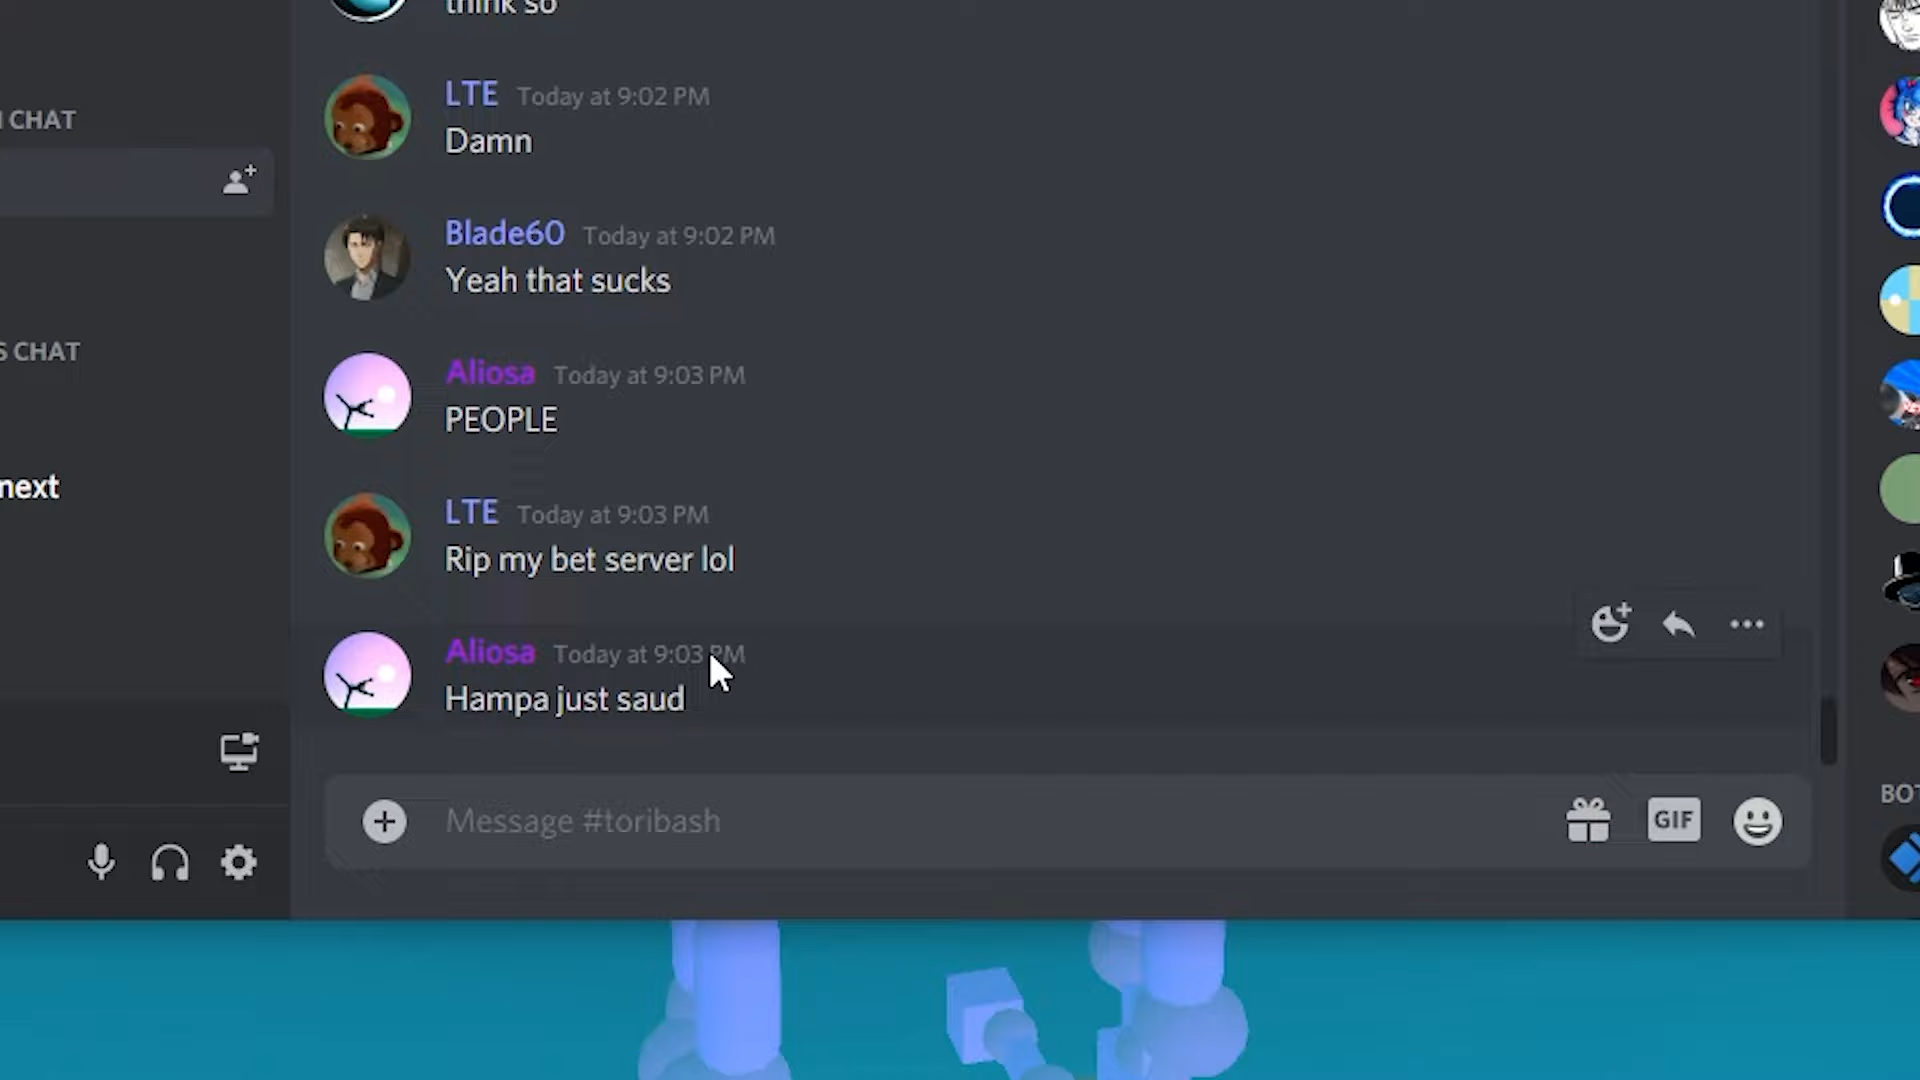 think so
LTE Today at 9:02 PM
Damn
Blade60 Today at 9:02 PM
Yeah that sucks
Aliosa Today at 9:03 PM
PEOPLE
LTE Today at 9:03 PM
Rip my bet server lol
Aliosa Today at 9:03 PM
Hampa just saud
Message #toribash
GIF
CHAT
S CHAT
next
BOT